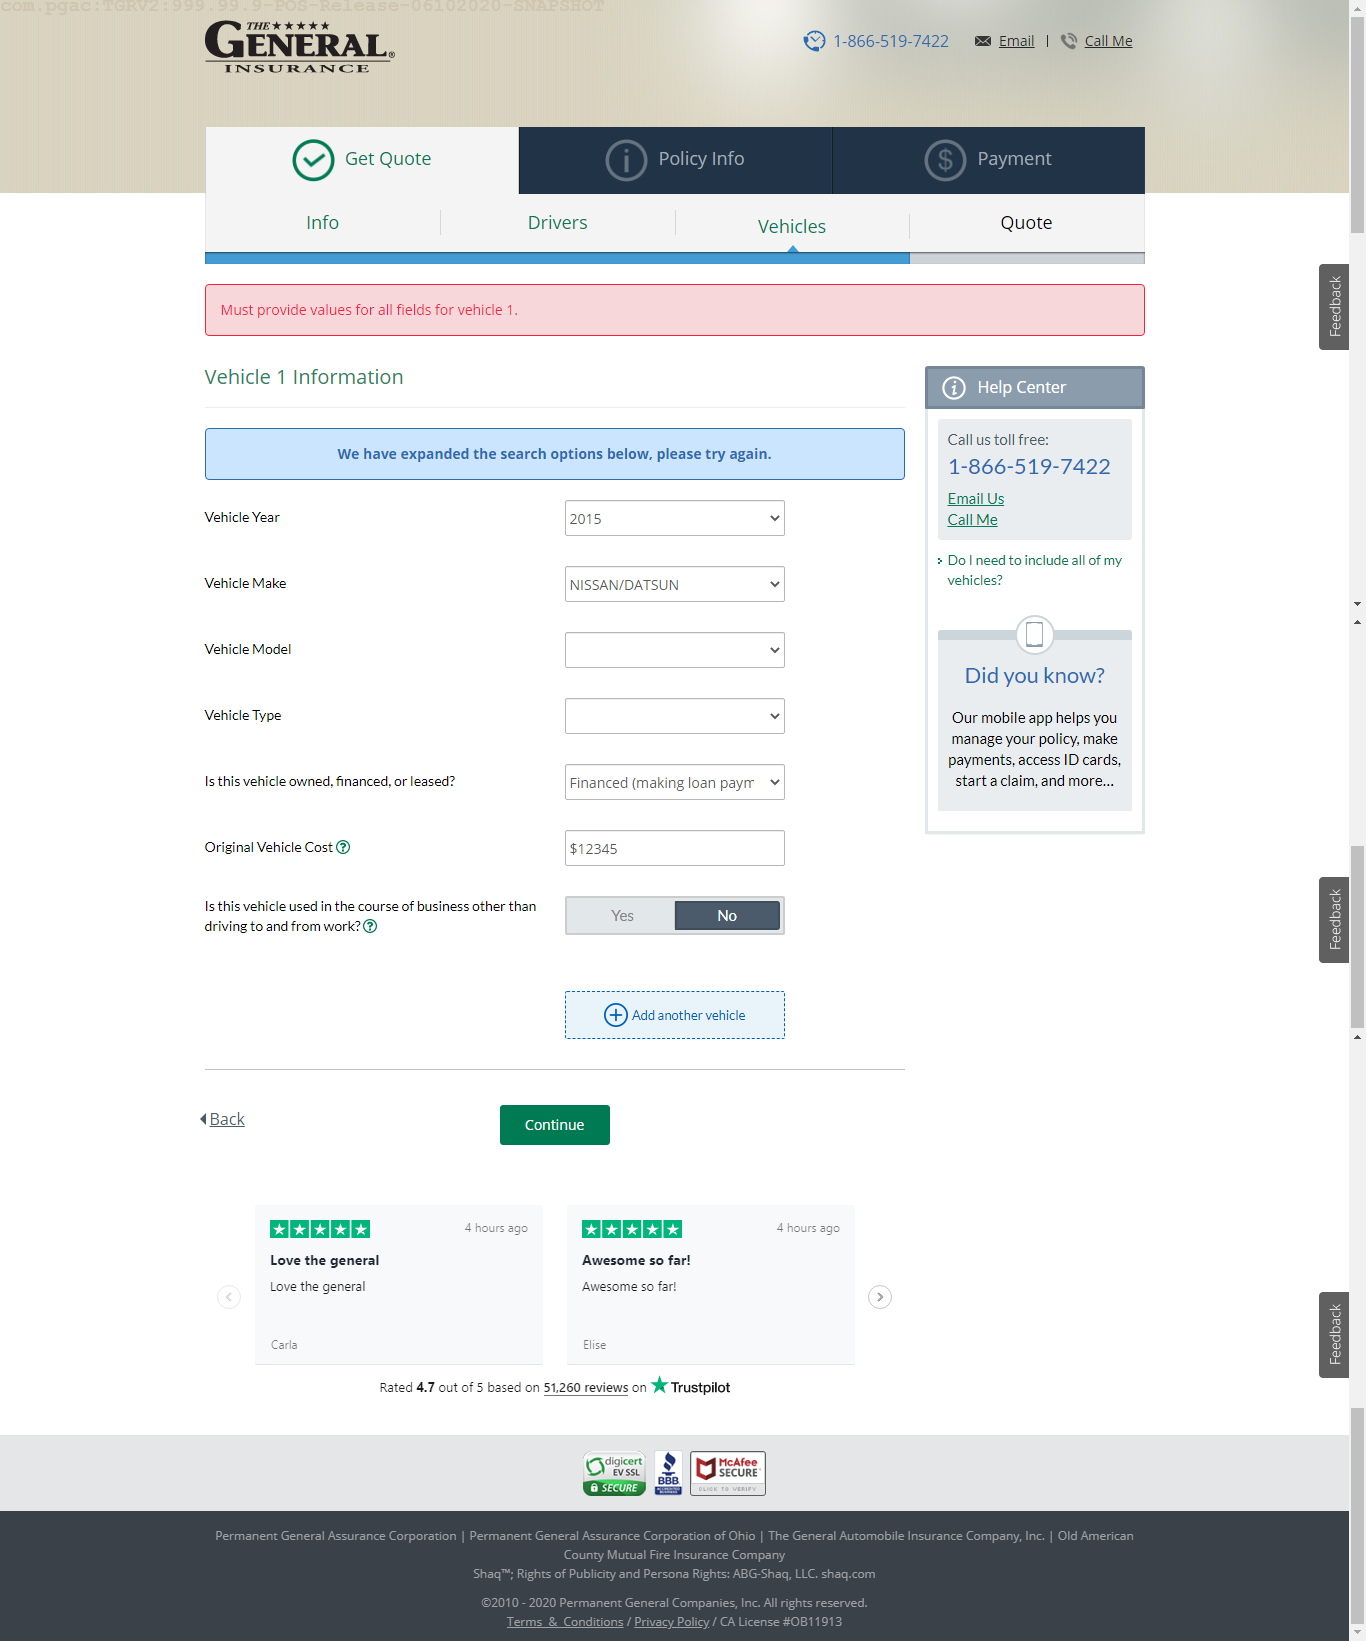 com.pgac:TGRV2:999.99.9-POS-Release-06102020-SNAPSHOT
THE
GENERAL®
INSURANCE
1-866-519-7422 Email | Call Me
Get Quote Policy Info Payment
Info Drivers Vehicles Quote
Must provide values for all fields for vehicle 1.
Vehicle 1 Information
We have expanded the search options below, please try again.
Vehicle Year 2015
Vehicle Make NISSAN/DATSUN
Vehicle Model
Vehicle Type
Is this vehicle owned, financed, or leased? Financed (making loan paym
Original Vehicle Cost ? $12345
Is this vehicle used in the course of business other than
driving to and from work? ?
Yes No
Add another vehicle
Back
Continue
Help Center
Call us toll free:
1-866-519-7422
Email Us
Call Me
Do I need to include all of my
vehicles?
Did you know?
Our mobile app helps you
manage your policy, make
payments, access ID cards,
start a claim, and more...
Feedback
Feedback
Feedback
4 hours ago
Love the general
Love the general
Carla
4 hours ago
Awesome so far!
Awesome so far!
Elise
Rated 4.7 out of 5 based on 51,260 reviews on Trustpilot
digicert
EV SSL
SECURE
BBB
ACCREDITED
BUSINESS
McAfee
SECURE™
CLICK TO VERIFY
Permanent General Assurance Corporation | Permanent General Assurance Corporation of Ohio | The General Automobile Insurance Company, Inc. | Old American
County Mutual Fire Insurance Company
Shaq™; Rights of Publicity and Persona Rights: ABG-Shaq, LLC. shaq.com
©2010 - 2020 Permanent General Companies, Inc. All rights reserved.
Terms & Conditions / Privacy Policy / CA License #OB11913